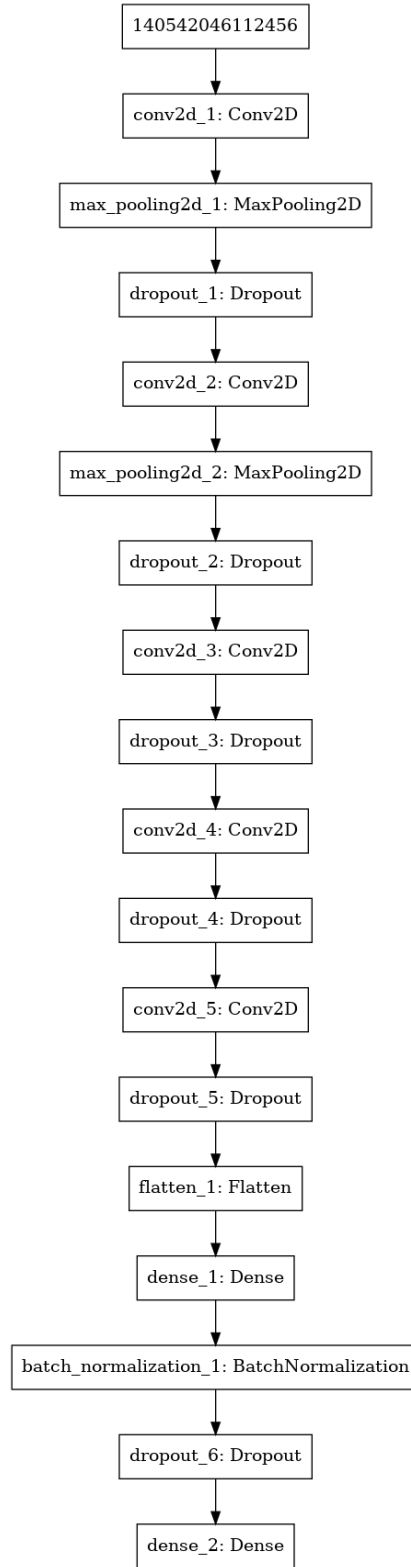 140542046112456
conv2d_1: Conv2D
max_pooling2d_1: MaxPooling2D
dropout_1: Dropout
conv2d_2: Conv2D
max_pooling2d_2: MaxPooling2D
dropout_2: Dropout
conv2d_3: Conv2D
dropout_3: Dropout
conv2d_4: Conv2D
dropout_4: Dropout
conv2d_5: Conv2D
dropout_5: Dropout
flatten_1: Flatten
dense_1: Dense
batch_normalization_1: BatchNormalization
dropout_6: Dropout
dense_2: Dense